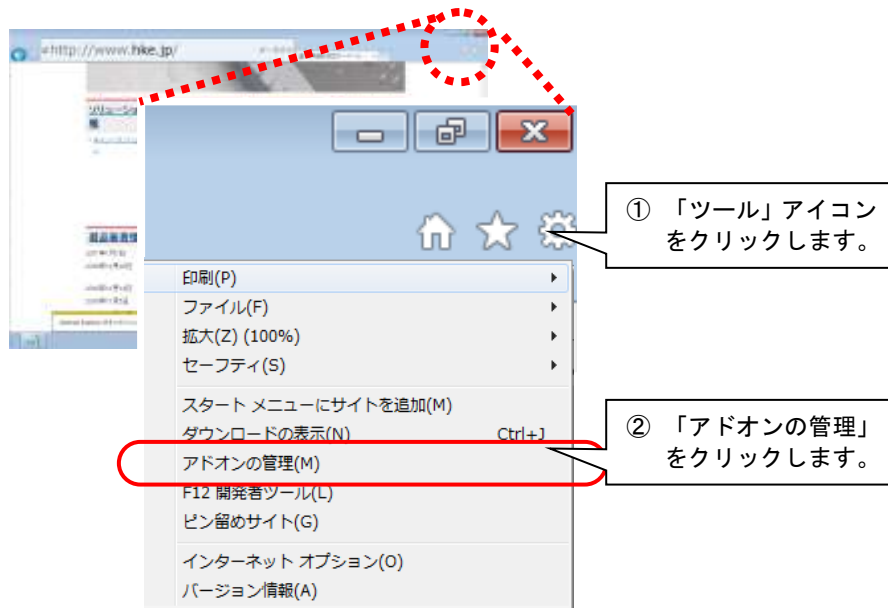 http://www.hke.jp/
① 「ツール」アイコン
をクリックします。
印刷(P)
ファイル(F)
拡大(Z) (100%)
セーフティ(S)
スタート メニューにサイトを追加(M)
ダウンロードの表示(N) Ctrl+J
アドオンの管理(M)
F12 開発者ツール(L)
ピン留めサイト(G)
インターネット オプション(O)
バージョン情報(A)
② 「アドオンの管理」
をクリックします。